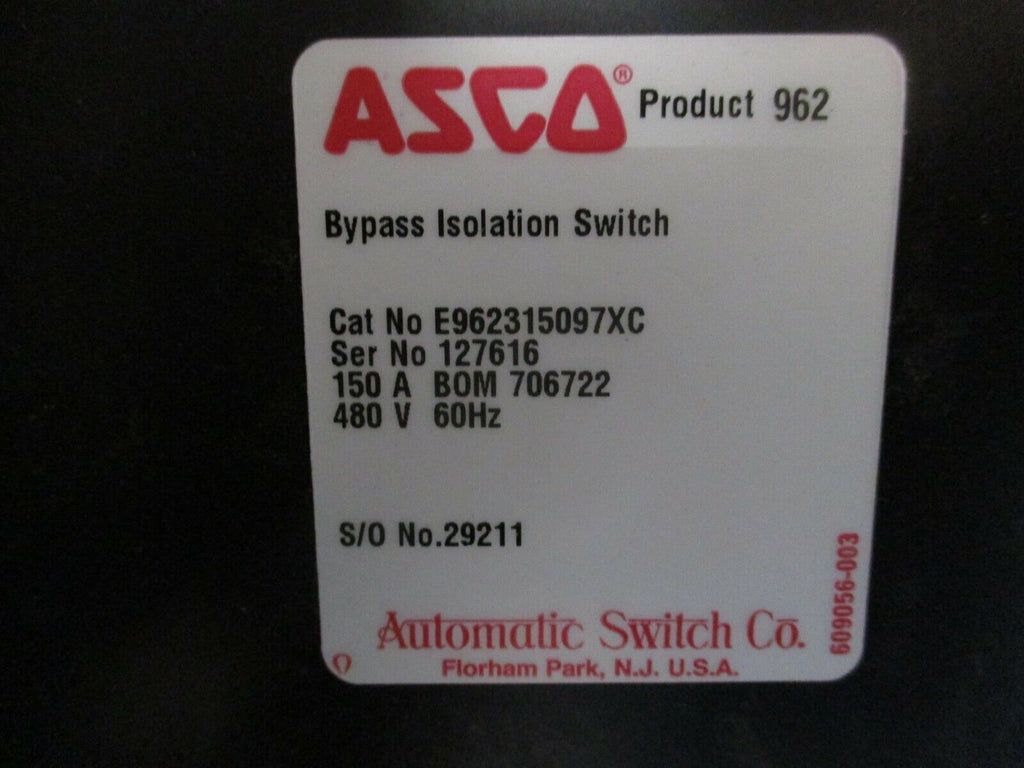 ASCO® Product 962
Bypass Isolation Switch
Cat No E962315097XC
Ser No 127616
150 A BOM 706722
480 V 60Hz
S/O No.29211
609056-003
Automatic Switch Co.
Florham Park, N.J. U.S.A.